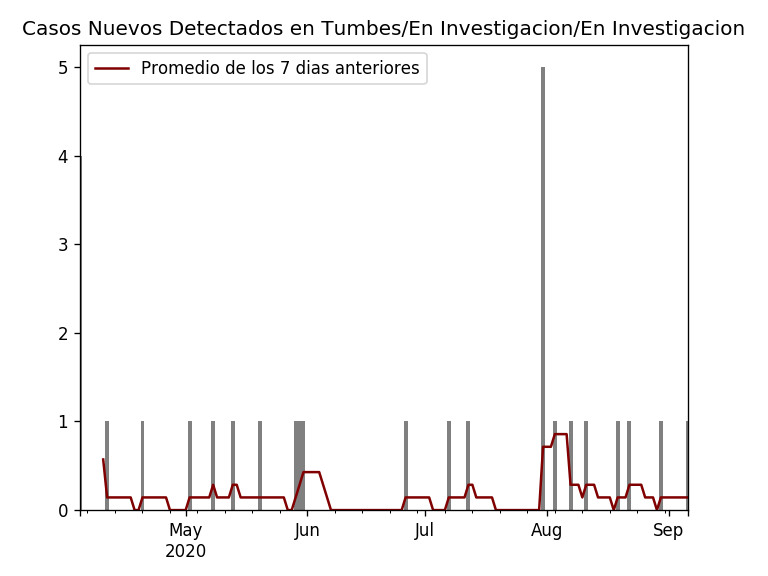 Casos Nuevos Detectados en Tumbes/En Investigacion/En Investigacion
Promedio de los 7 dias anteriores
5
4
3
2
1
0
May Jun Jul Aug Sep
2020